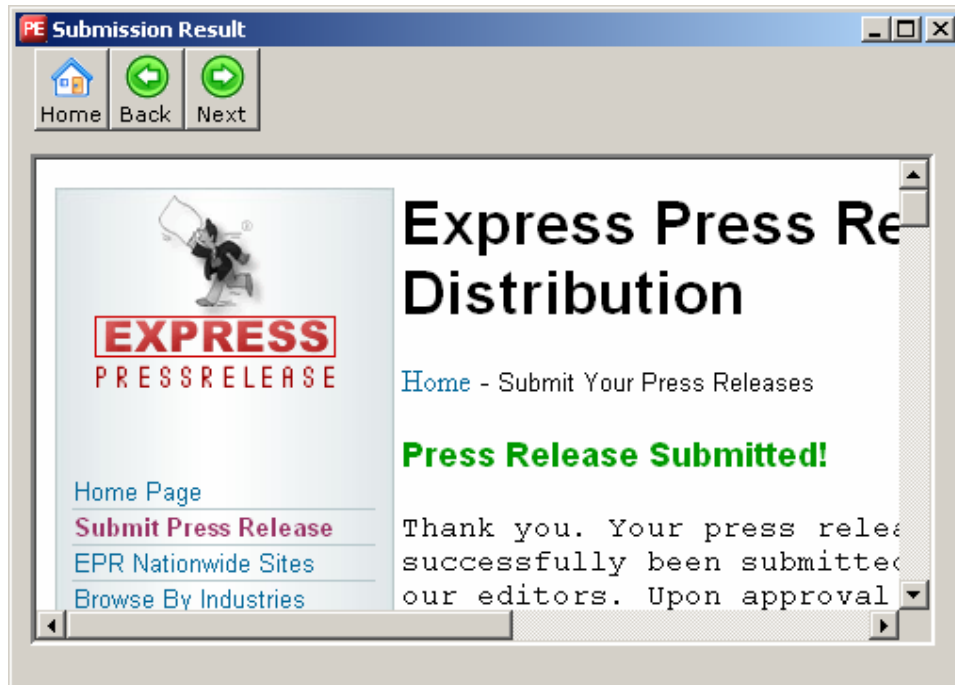 PE Submission Result
Home Back Next
EXPRESS
PRESSRELEASE
Home Page
Submit Press Release
EPR Nationwide Sites
Browse By Industries
Express Press Re
Distribution
Home - Submit Your Press Releases
Press Release Submitted!
Thank you. Your press relea
successfully been submitted
our editors. Upon approval